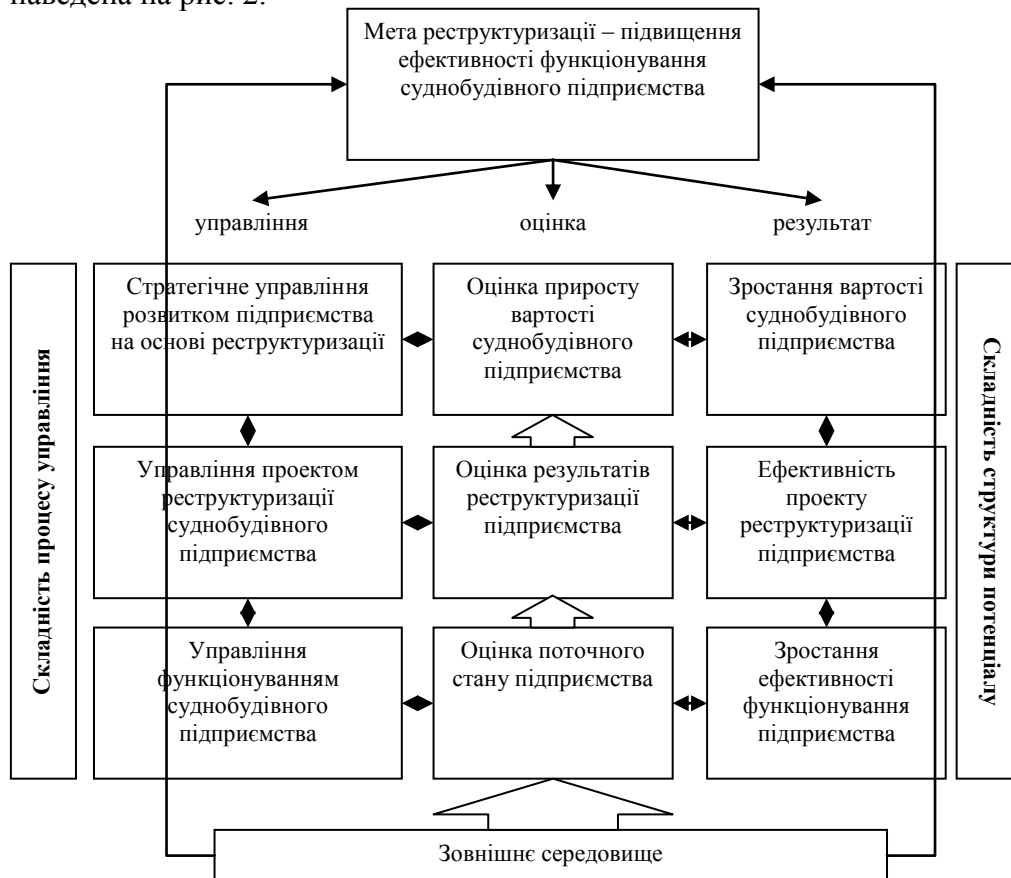 наведена на рис. 2.
Мета реструктуризації – підвищення
ефективності функціонування
суднобудівного підприємства
управління
оцінка
результат
Складність процесу управління
Стратегічне управління
розвитком підприємства
на основі реструктуризації
Оцінка приросту
вартості
суднобудівного
підприємства
Зростання вартості
суднобудівного
підприємства
Складність структури потенціалу
Управління проектом
реструктуризації
суднобудівного
підприємства
Оцінка результатів
реструктуризації
підприємства
Ефективність
проекту
реструктуризації
підприємства
Управління
функціонуванням
суднобудівного
підприємства
Оцінка поточного
стану підприємства
Зростання
ефективності
функціонування
підприємства
Зовнішнє середовище